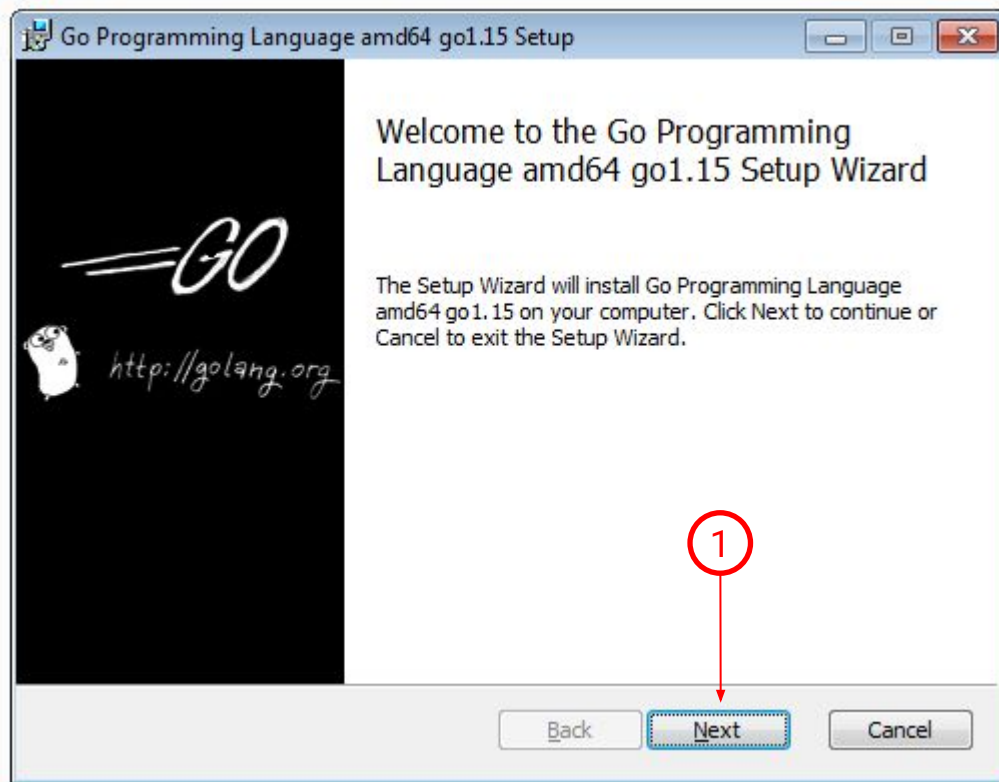 Go Programming Language amd64 go1.15 Setup
Welcome to the Go Programming
Language amd64 go1.15 Setup Wizard
GO
http://golang.org
The Setup Wizard will install Go Programming Language
amd64 go1.15 on your computer. Click Next to continue or
Cancel to exit the Setup Wizard.
1
Back Next Cancel